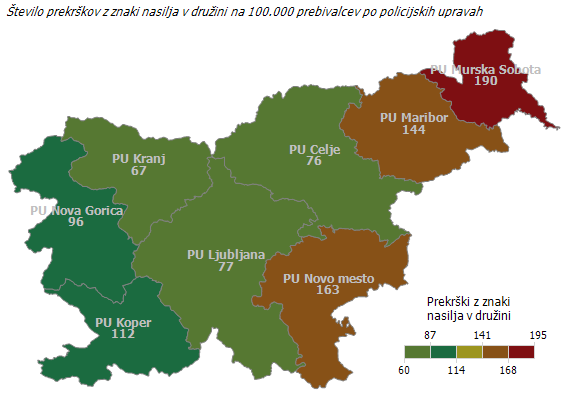 Število prekrškov z znaki nasilja v družini na 100.000 prebivalcev po policijskih upravah
PU Murska Sobota
190
PU Maribor
144
PU Celje
76
PU Kranj
67
PU Nova Gorica
96
PU Ljubljana
77
PU Novo mesto
163
PU Koper
112
Prekrški z znaki
nasilja v družini
87 141 195
60 114 168